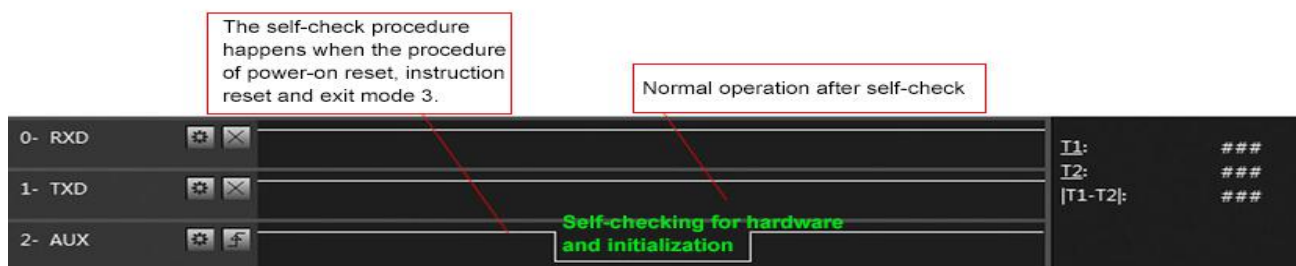 The self-check procedure
happens when the procedure
of power-on reset, instruction
reset and exit mode 3.
Normal operation after self-check
0- RXD
T1: ###
1- TXD
T2: ###
|T1-T2|: ###
2- AUX
Self-checking for hardware
and initialization